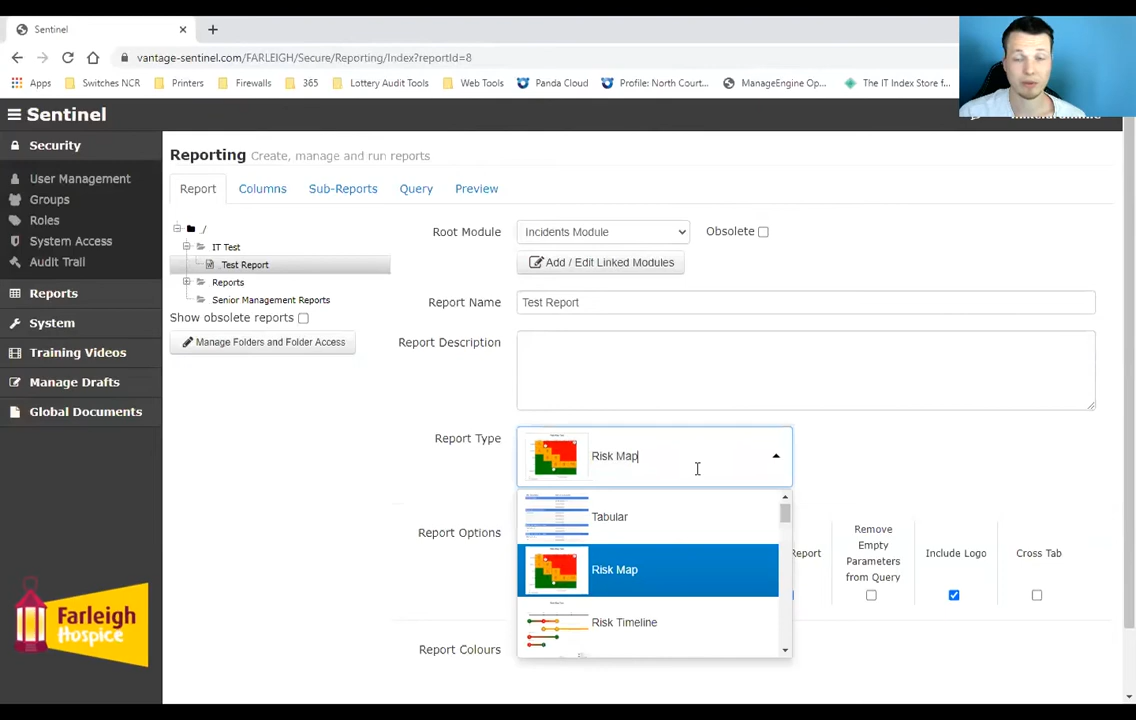 Sentinel
vantage-sentinel.com/FARLEIGH/Secure/Reporting/Index?reportId=8
Apps Switches NCR Printers Firewalls 365 Lottery Audit Tools Web Tools Panda Cloud Profile: North Court... ManageEngine Op... The IT Index Store f...
Sentinel
Security
User Management
Groups
Roles
System Access
Audit Trail
Reports
System
Training Videos
Manage Drafts
Global Documents
Farleigh
Hospice
Reporting Create, manage and run reports
Report Columns Sub-Reports Query Preview
/
IT Test
Test Report
Reports
Senior Management Reports
Show obsolete reports
Manage Folders and Folder Access
Root Module Incidents Module Obsolete
Add / Edit Linked Modules
Report Name Test Report
Report Description
Report Type Risk Map
Tabular
Risk Map
Risk Timeline
Report Options
Report
Remove
Empty
Parameters
from Query
Include Logo
Cross Tab
Report Colours